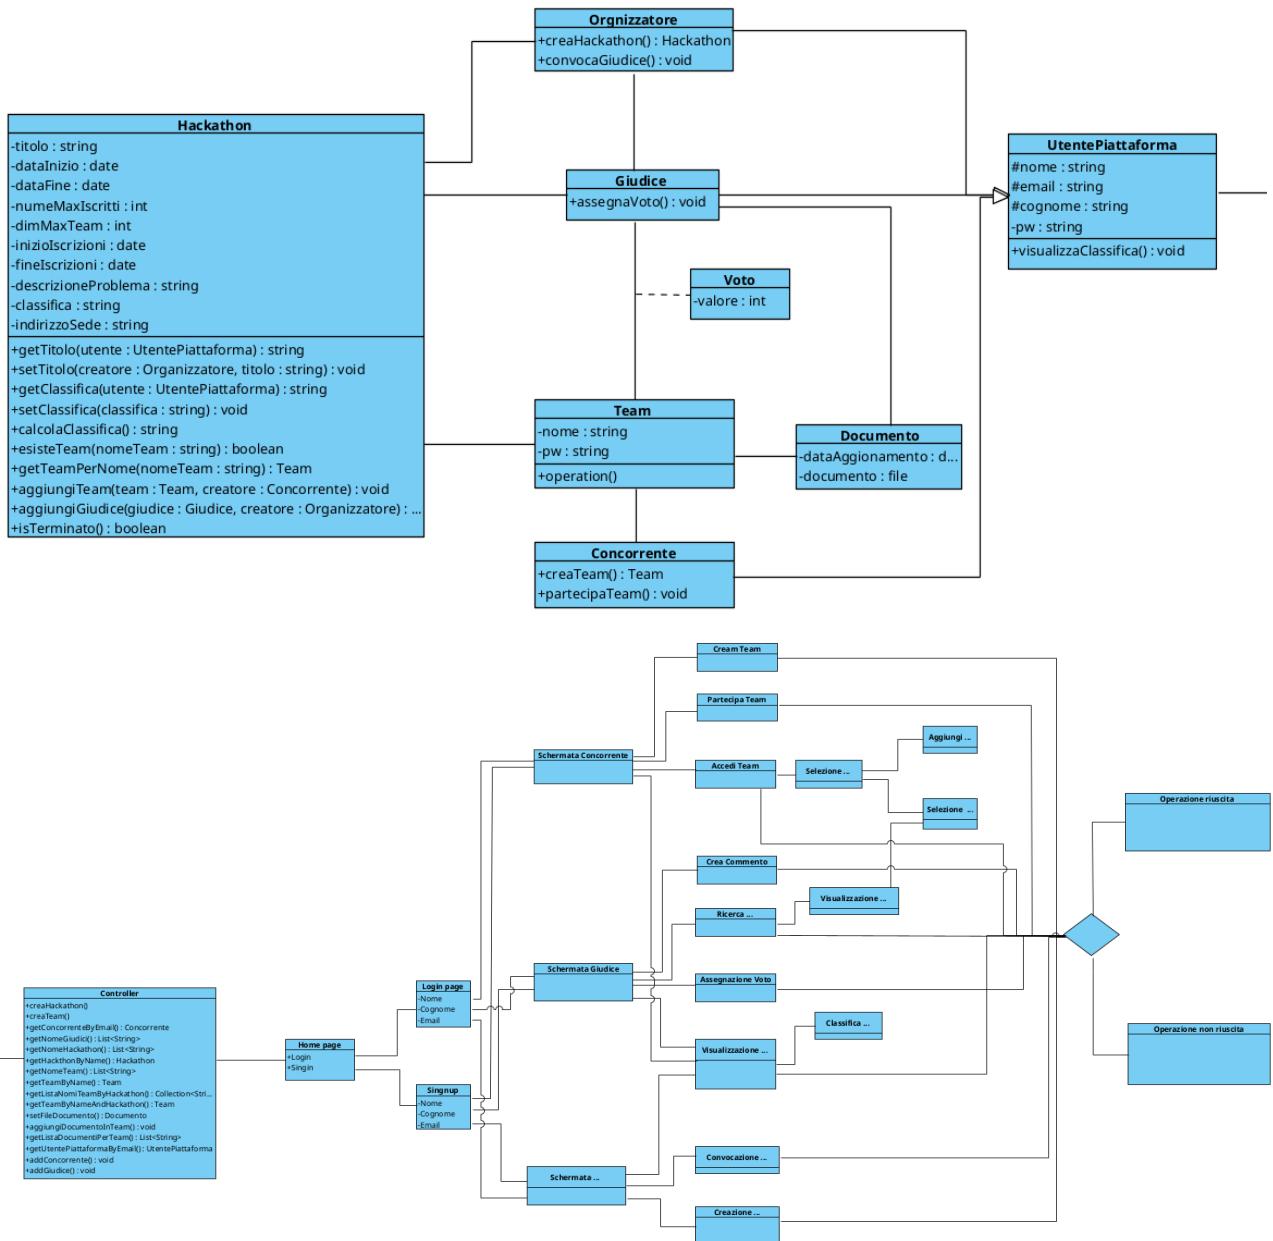 Orgnizzatore
+creaHackathon() : Hackathon
+convocaGiudice() : void
Hackathon
-titolo : string
-dataInizio : date
-dataFine : date
-numeMaxIscritti : int
-dimMaxTeam : int
-inizioIscrizioni : date
-fineIscrizioni : date
-descrizioneProblema : string
-classifica : string
-indirizzoSede : string
+getTitolo(utente : UtentePiattaforma) : string
+setTitolo(creatore : Organizzatore, titolo : string) : void
+getClassifica(utente : UtentePiattaforma) : string
+setClassifica(classifica : string) : void
+calcolaClassifica() : string
+esisteTeam(nomeTeam : string) : boolean
+getTeamPerNome(nomeTeam : string) : Team
+aggiungiTeam(team : Team, creatore : Concorrente) : void
+aggiungiGiudice(giudice : Giudice, creatore : Organizzatore) : ...
+isTerminato() : boolean
Giudice
+assegnaVoto() : void
UtentePiattaforma
#nome : string
#email : string
#cognome : string
-pw : string
+visualizzaClassifica() : void
Voto
-valore : int
Team
-nome : string
-pw : string
+operation()
Documento
-dataAggionamento : d...
-documento : file
Concorrente
+creaTeam() : Team
+partecipaTeam() : void
Cream Team
Partecipa Team
Aggiungi ...
Schermata Concorrente
Accedi Team
Selezione ...
Selezione ...
Operazione riuscita
Crea Commento
Visualizzazione ...
Ricerca ...
Schermata Giudice
Assegnazione Voto
Login page
-Nome
-Cognome
-Email
Controller
+creaHackathon()
+creaTeam()
+getConcorrenteByEmail() : Concorrente
+getNomeGiudici() : List<String>
+getNomeHackathon() : List<String>
+getHackthonByName() : Hackathon
+getNomeTeam() : List<String>
+getTeamByName() : Team
+getListaNomiTeamByHackathon() : Collection<Stri...
+getTeamByNameAndHackathon() : Team
+setFileDocumento() : Documento
+aggiungiDocumentoInTeam() : void
+getListaDocumentiPerTeam() : List<String>
+getUtentePiattaformaByEmail() : UtentePiattaforma
+addConcorrente() : void
+addGiudice() : void
Home page
+Login
+Singin
Classifica ...
Visualizzazione ...
Operazione non riuscita
Singnup
-Nome
-Cognome
-Email
Convocazione ...
Schermata ...
Creazione ...